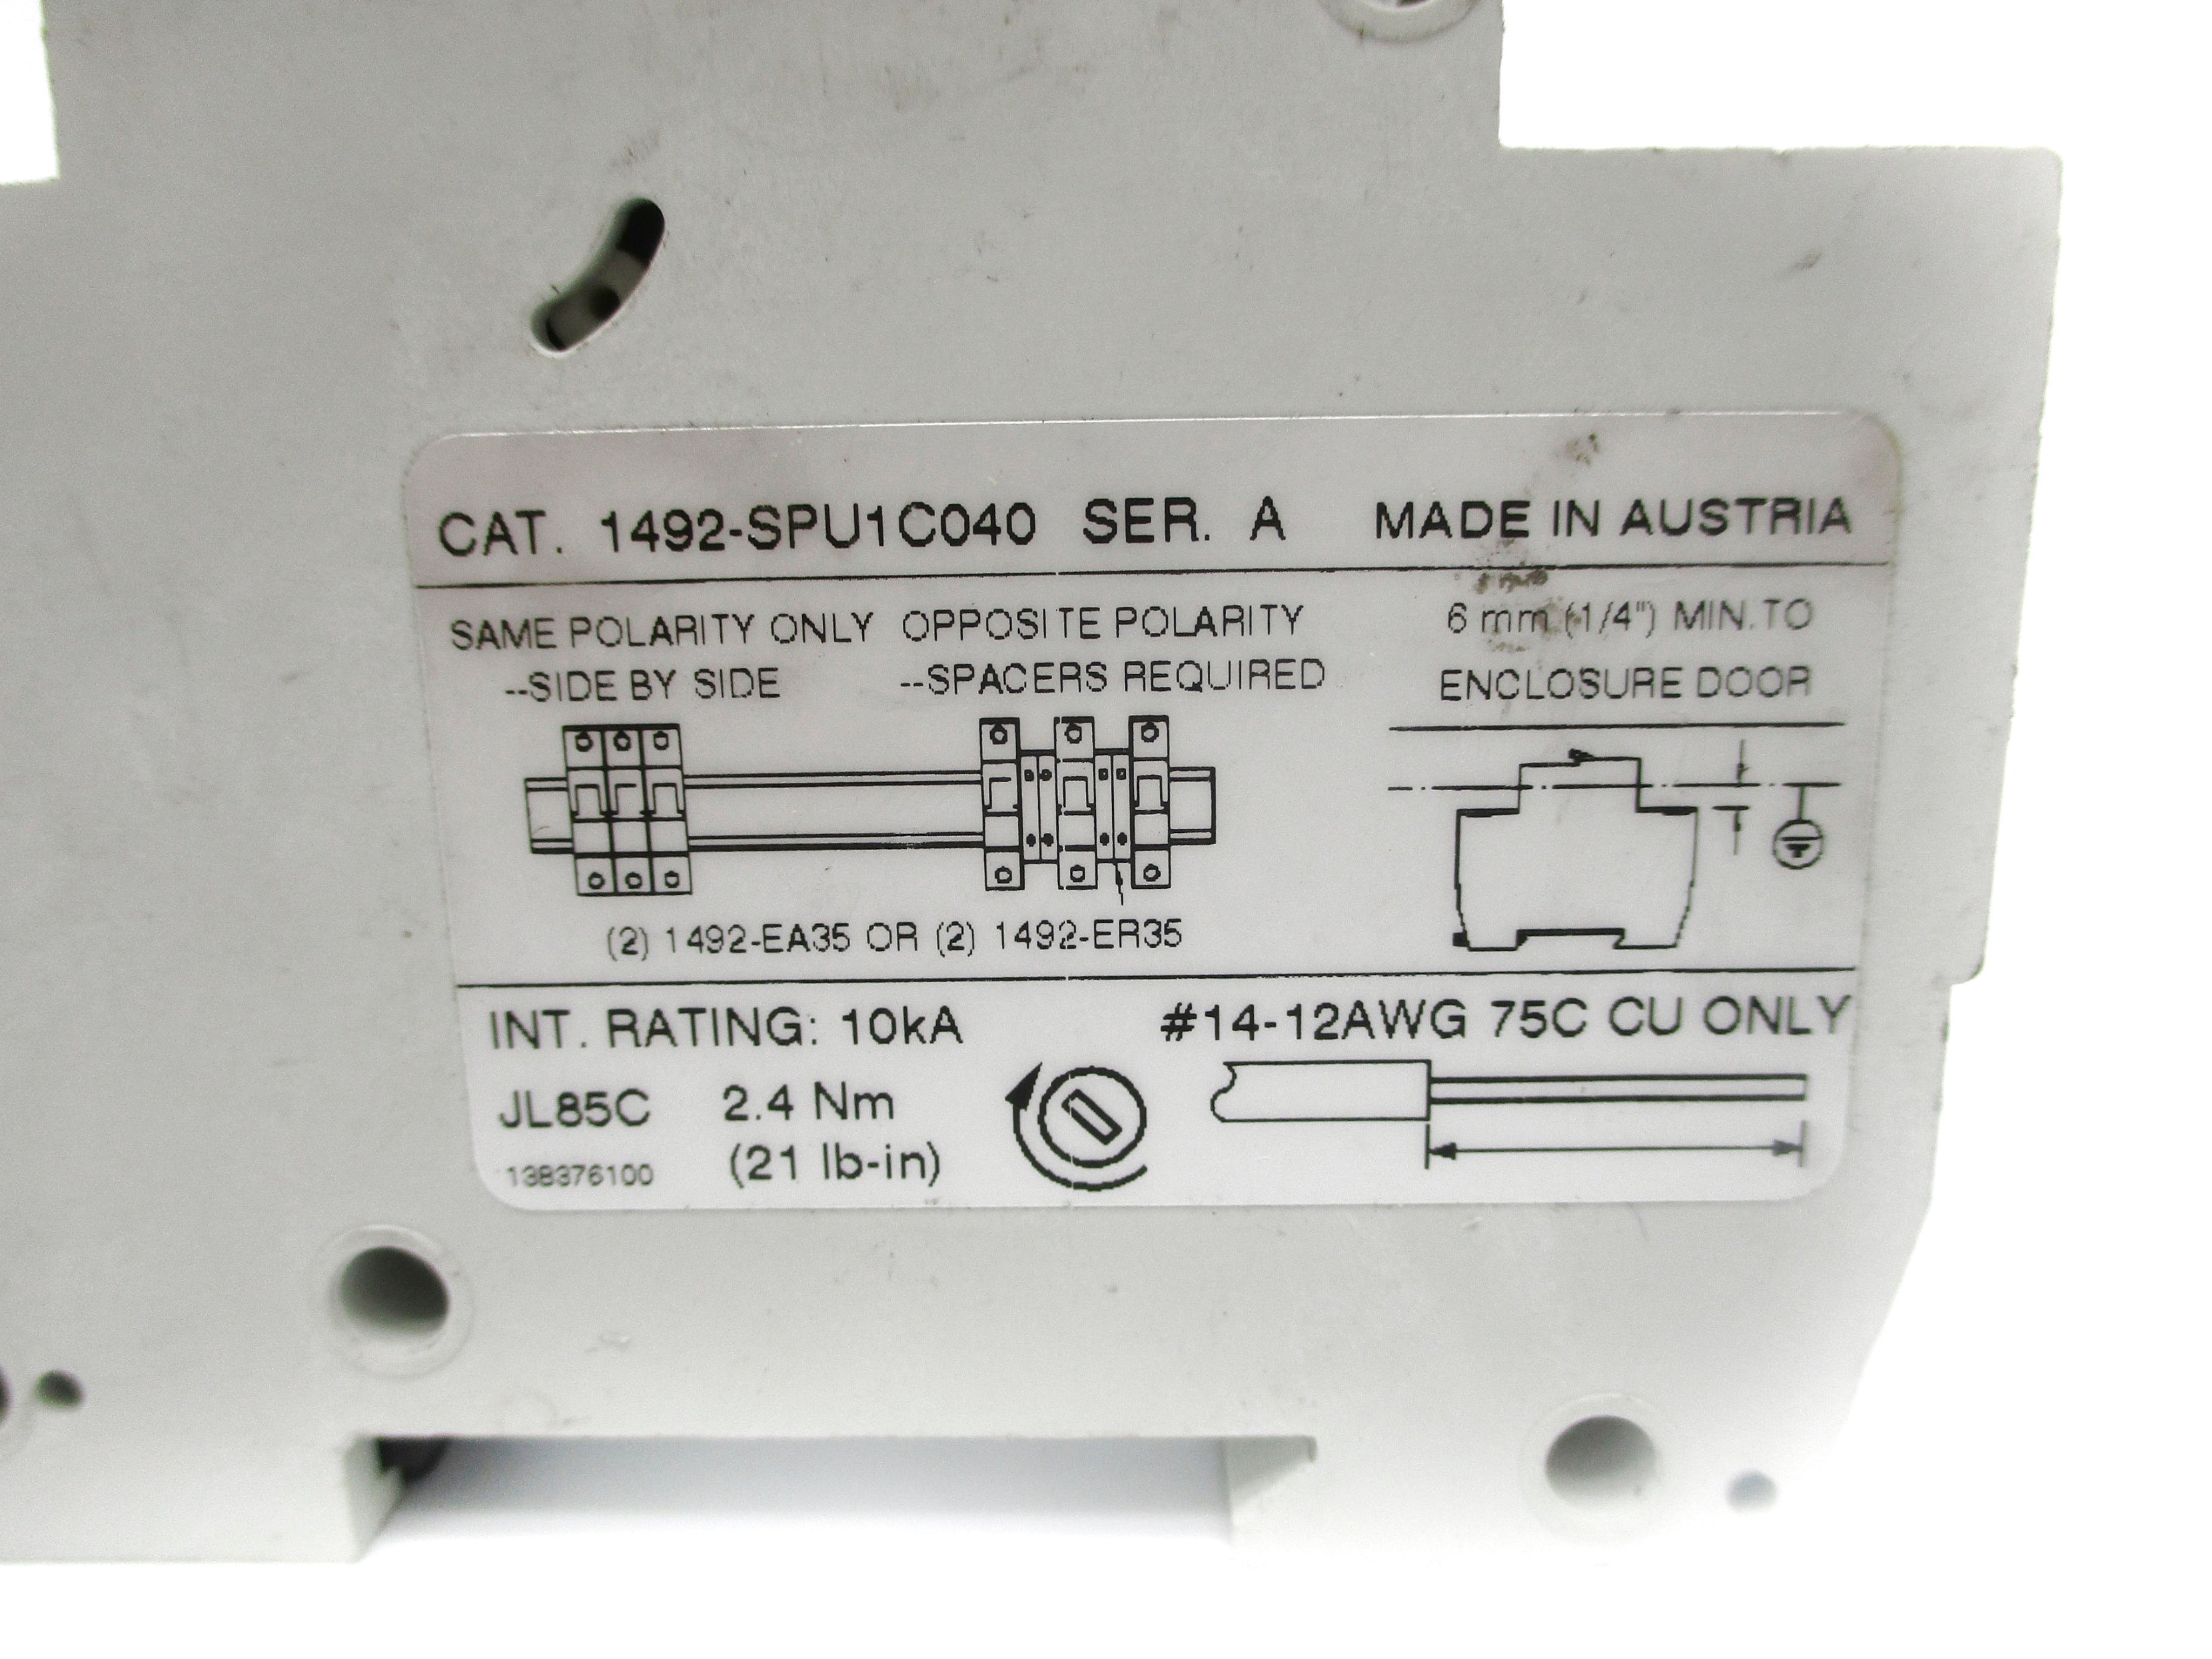 CAT. 1492-SPU1C040 SER. A MADE IN AUSTRIA
SAME POLARITY ONLY
--SIDE BY SIDE
OPPOSITE POLARITY
--SPACERS REQUIRED
6 mm (1/4") MIN. TO
ENCLOSURE DOOR
(2) 1492-EA35 OR (2) 1492-ER35
INT. RATING: 10kA
#14-12AWG 75C CU ONLY
JL85C
2.4 Nm
(21 lb-in)
138376100